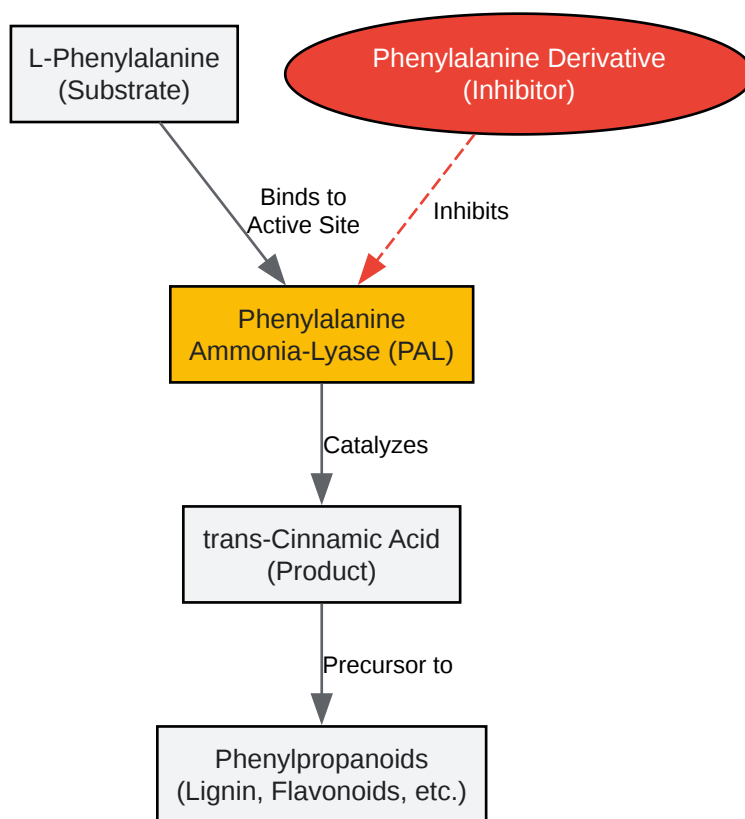 L-Phenylalanine
(Substrate)
Phenylalanine Derivative
(Inhibitor)
Binds to
Active Site
Inhibits
Phenylalanine
Ammonia-Lyase (PAL)
Catalyzes
trans-Cinnamic Acid
(Product)
Precursor to
Phenylpropanoids
(Lignin, Flavonoids, etc.)